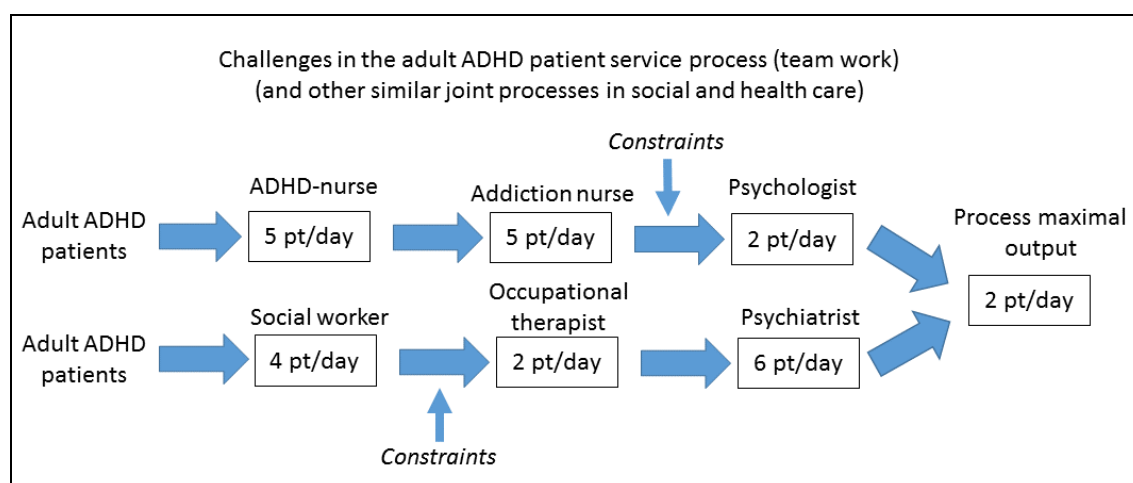 Challenges in the adult ADHD patient service process (team work)
(and other similar joint processes in social and health care)
Constraints
ADHD-nurse
Addiction nurse
Psychologist
Adult ADHD
patients
5 pt/day
5 pt/day
2 pt/day
Process maximal
output
2 pt/day
Social worker
Occupational
therapist
Psychiatrist
Adult ADHD
patients
4 pt/day
2 pt/day
6 pt/day
Constraints